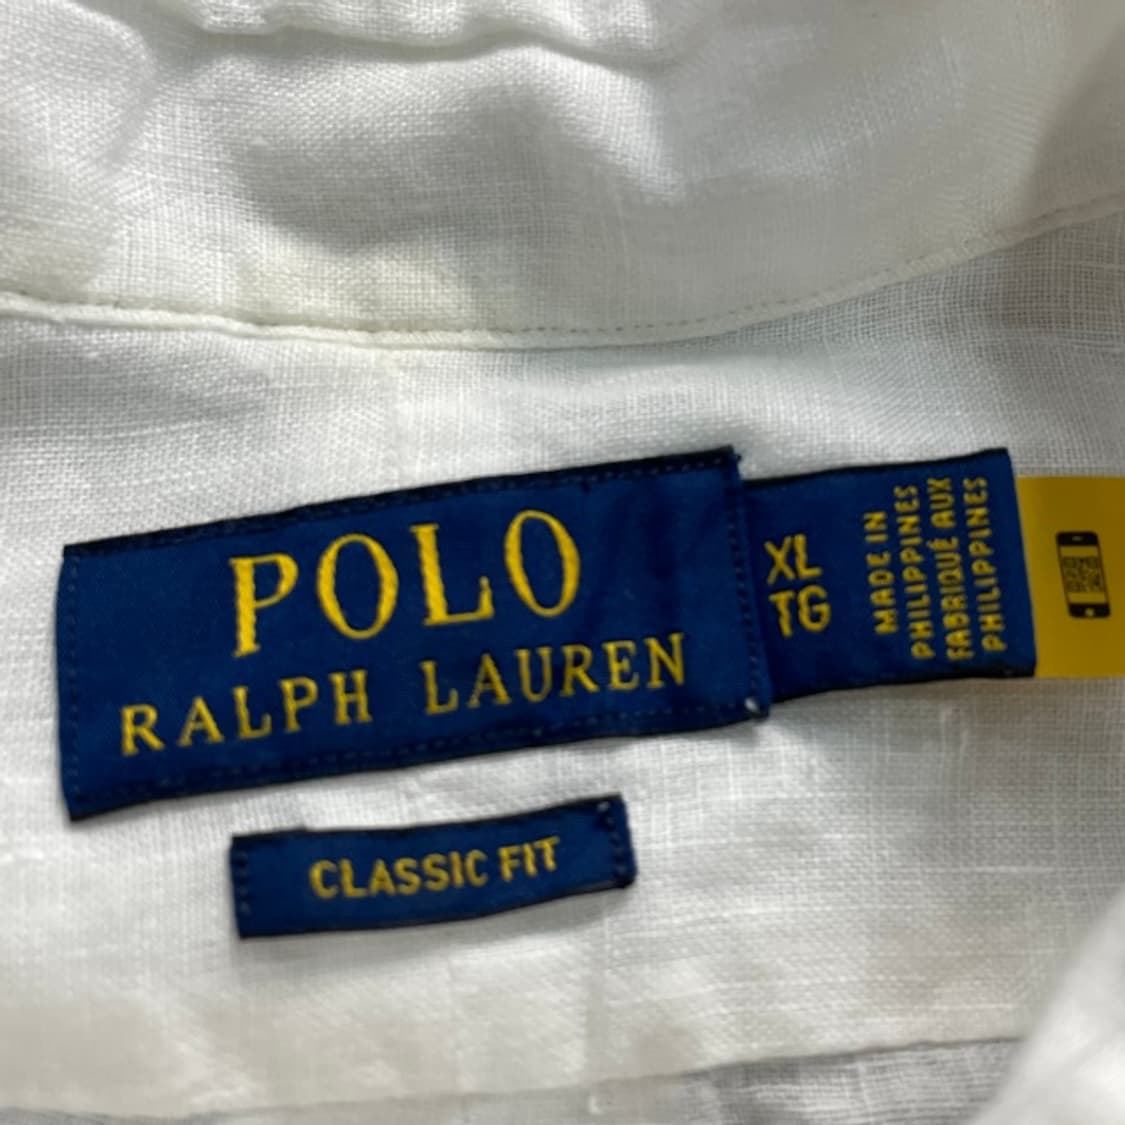 POLO
RALPH LAUREN
XL
TG
MADE IN
PHILIPPINES
FABRIQUÉ AUX
PHILIPPINES
CLASSIC FIT